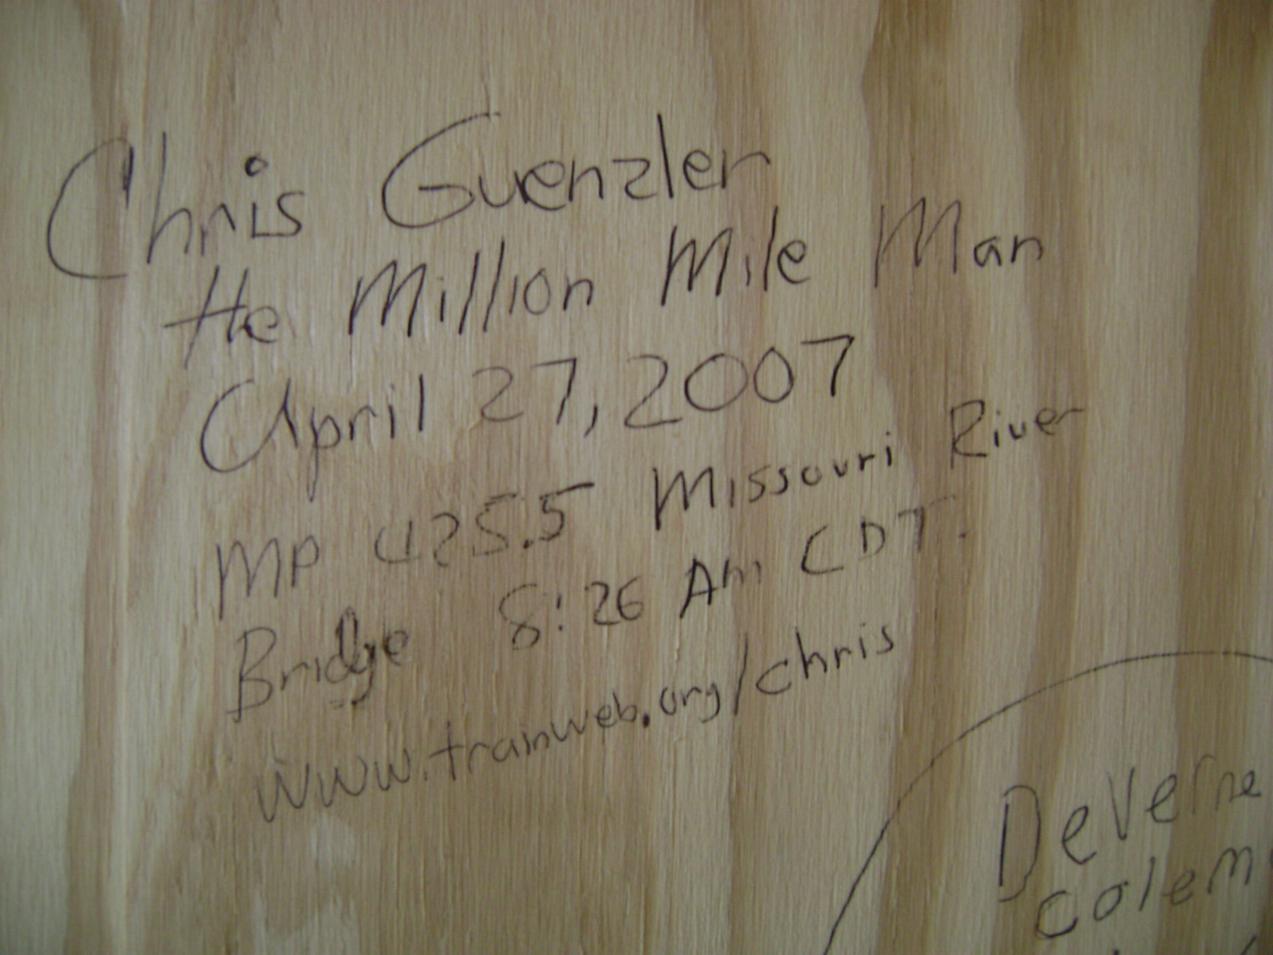 Chris Guenzler
the Million Mile Man
April 27, 2007
MP 425.5 Missouri River
Bridge 8:26 Am CDT.
www.trainweb.org/chris
DeVerne
Colem